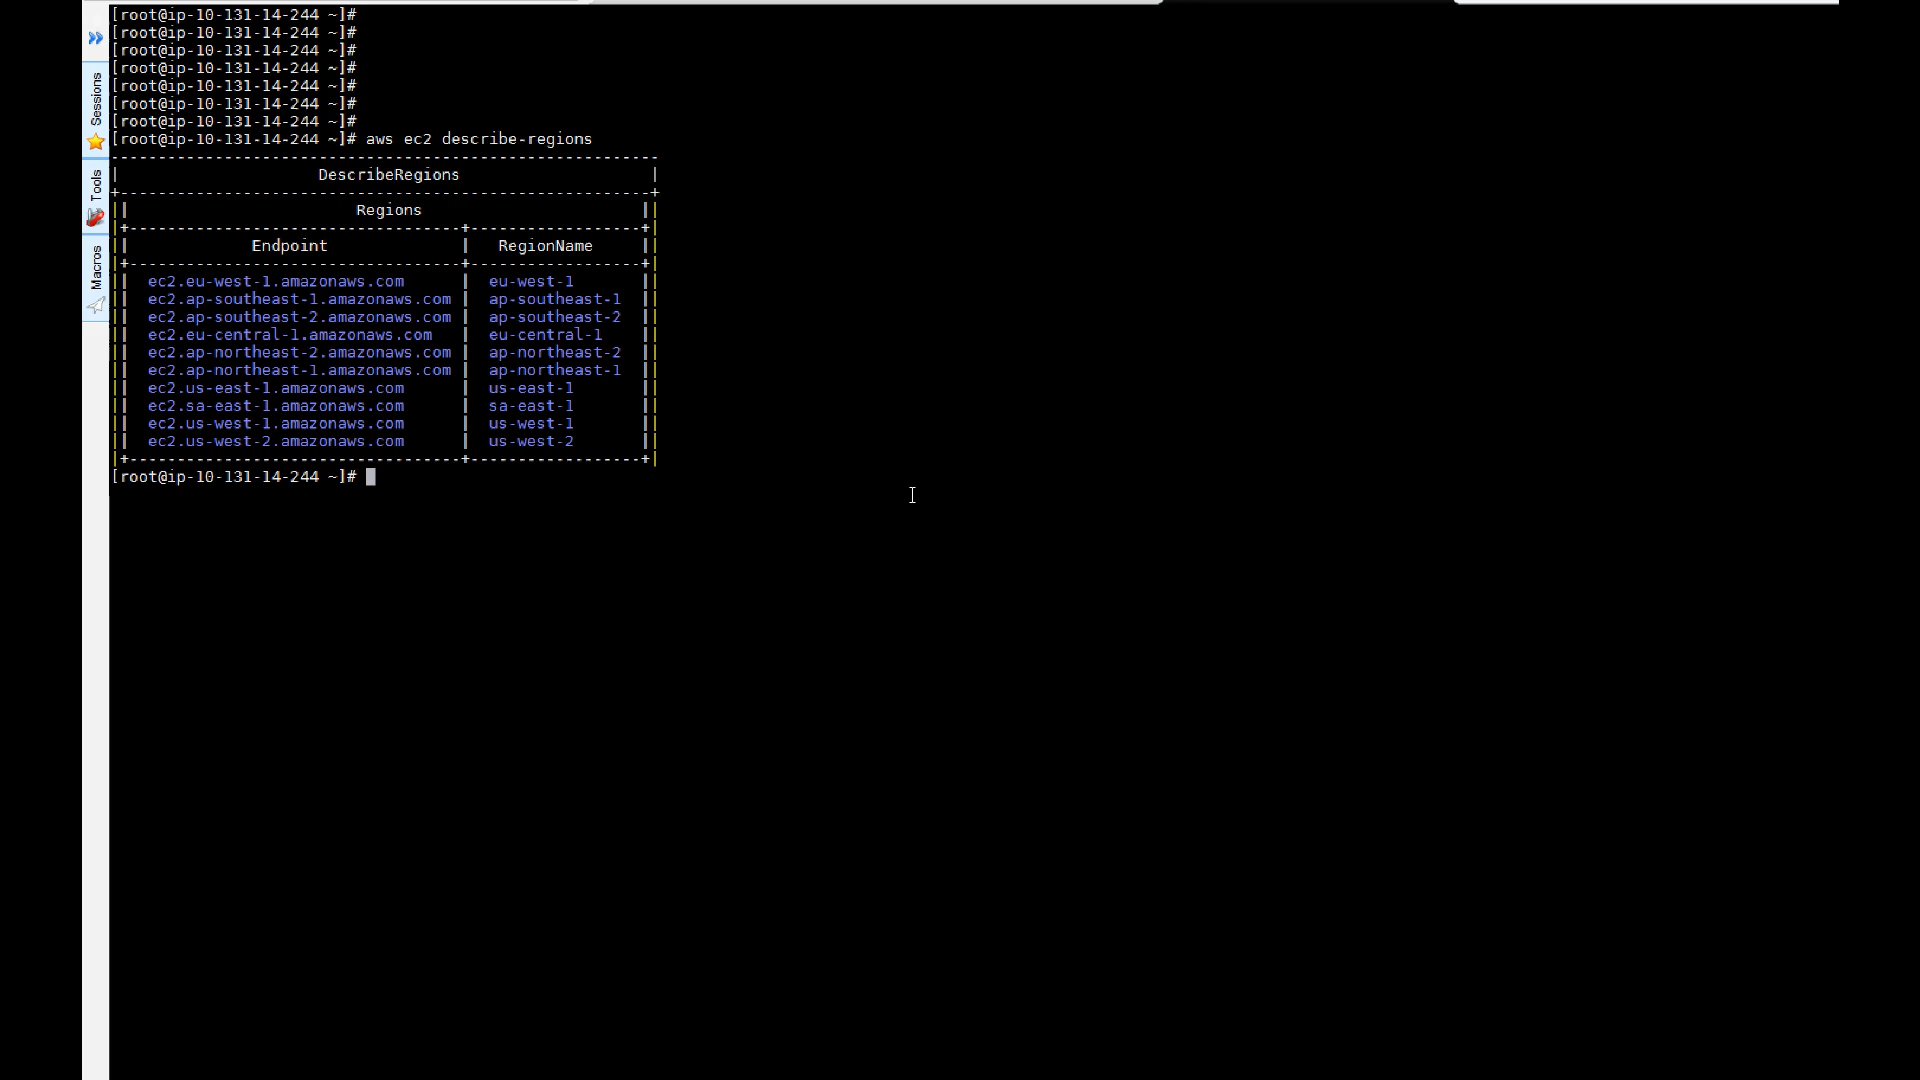 [root@ip-10-131-14-244 ~]#
[root@ip-10-131-14-244 ~]#
[root@ip-10-131-14-244 ~]#
[root@ip-10-131-14-244 ~]#
[root@ip-10-131-14-244 ~]#
[root@ip-10-131-14-244 ~]#
[root@ip-10-131-14-244 ~]#
[root@ip-10-131-14-244 ~]# aws ec2 describe-regions
----------------------------------------------------------
|                     DescribeRegions                    |
+--------------------------------------------------------+
||                        Regions                       ||
|+-----------------------------------+------------------+|
||             Endpoint              |   RegionName     ||
|+-----------------------------------+------------------+|
||  ec2.eu-west-1.amazonaws.com      |  eu-west-1       ||
||  ec2.ap-southeast-1.amazonaws.com |  ap-southeast-1  ||
||  ec2.ap-southeast-2.amazonaws.com |  ap-southeast-2  ||
||  ec2.eu-central-1.amazonaws.com   |  eu-central-1    ||
||  ec2.ap-northeast-2.amazonaws.com |  ap-northeast-2  ||
||  ec2.ap-northeast-1.amazonaws.com |  ap-northeast-1  ||
||  ec2.us-east-1.amazonaws.com      |  us-east-1       ||
||  ec2.sa-east-1.amazonaws.com      |  sa-east-1       ||
||  ec2.us-west-1.amazonaws.com      |  us-west-1       ||
||  ec2.us-west-2.amazonaws.com      |  us-west-2       ||
|+-----------------------------------+------------------+|
[root@ip-10-131-14-244 ~]#
Sessions
Tools
Macros